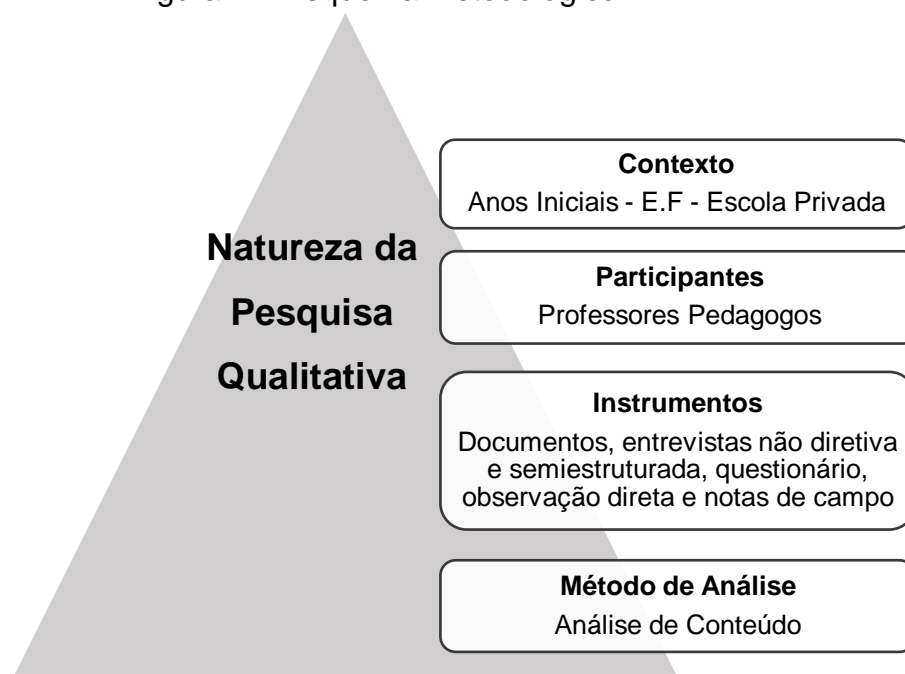 Natureza da
Pesquisa
Qualitativa
Contexto
Anos Iniciais - E.F - Escola Privada
Participantes
Professores Pedagogos
Instrumentos
Documentos, entrevistas não diretiva
e semiestruturada, questionário,
observação direta e notas de campo
Método de Análise
Análise de Conteúdo